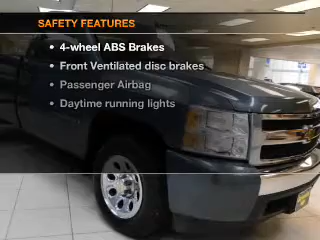 SAFETY FEATURES
• 4-wheel ABS Brakes
• Front Ventilated disc brakes
• Passenger Airbag
• Daytime running lights